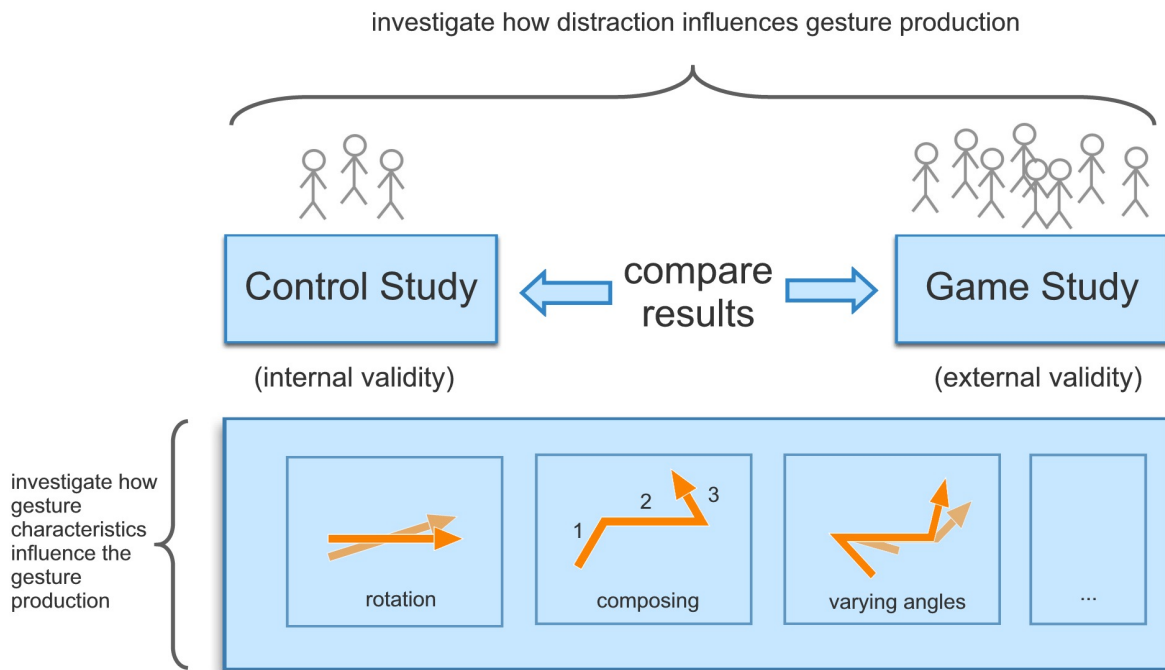 investigate how distraction influences gesture production
Control Study
compare
results
Game Study
(internal validity)
(external validity)
investigate how
gesture
characteristics
influence the
gesture
production
rotation
1
2
3
composing
varying angles
...